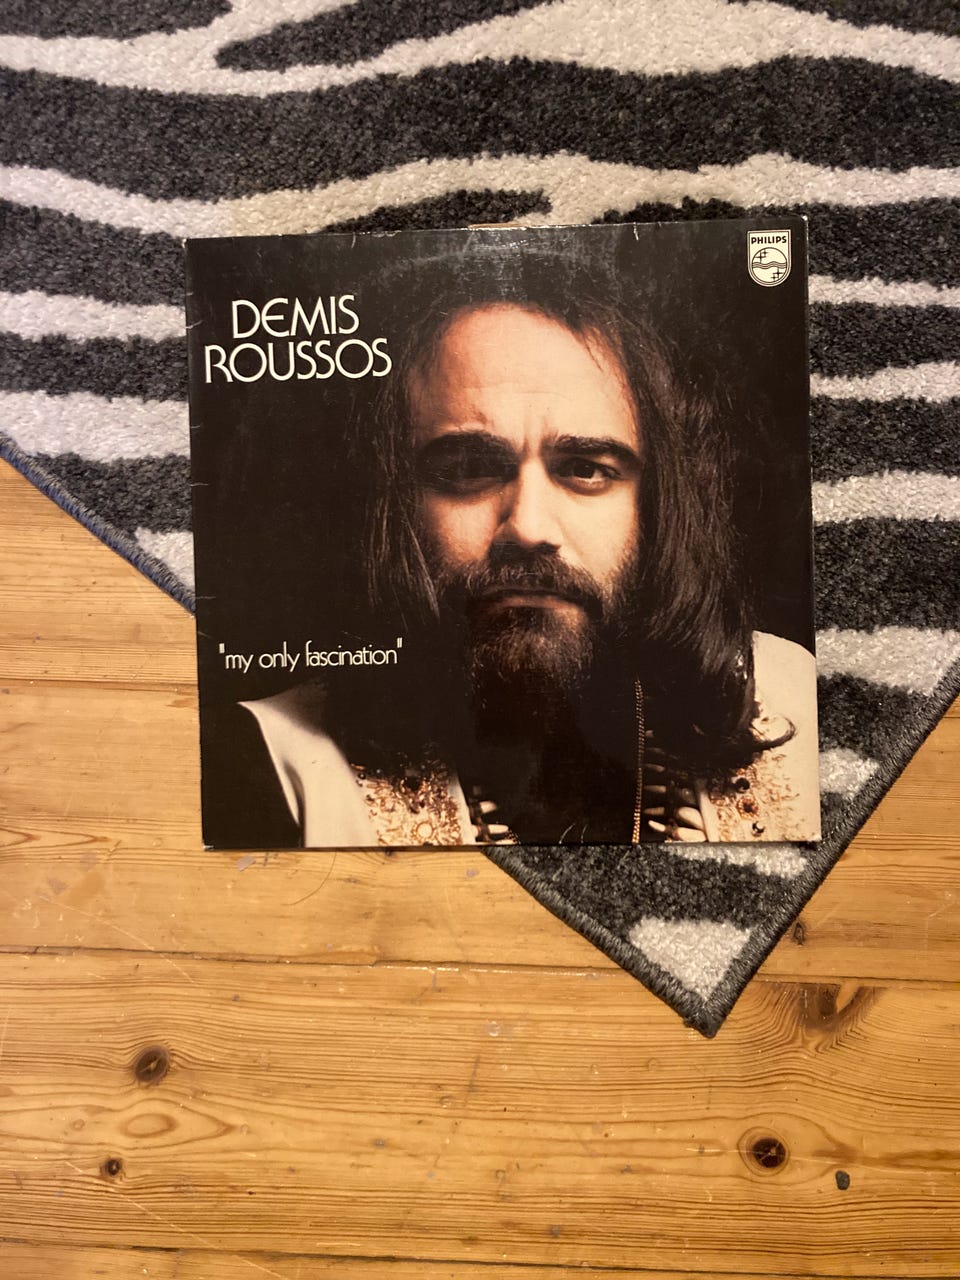 PHILIPS
DEMIS
ROUSSOS
"my only fascination"